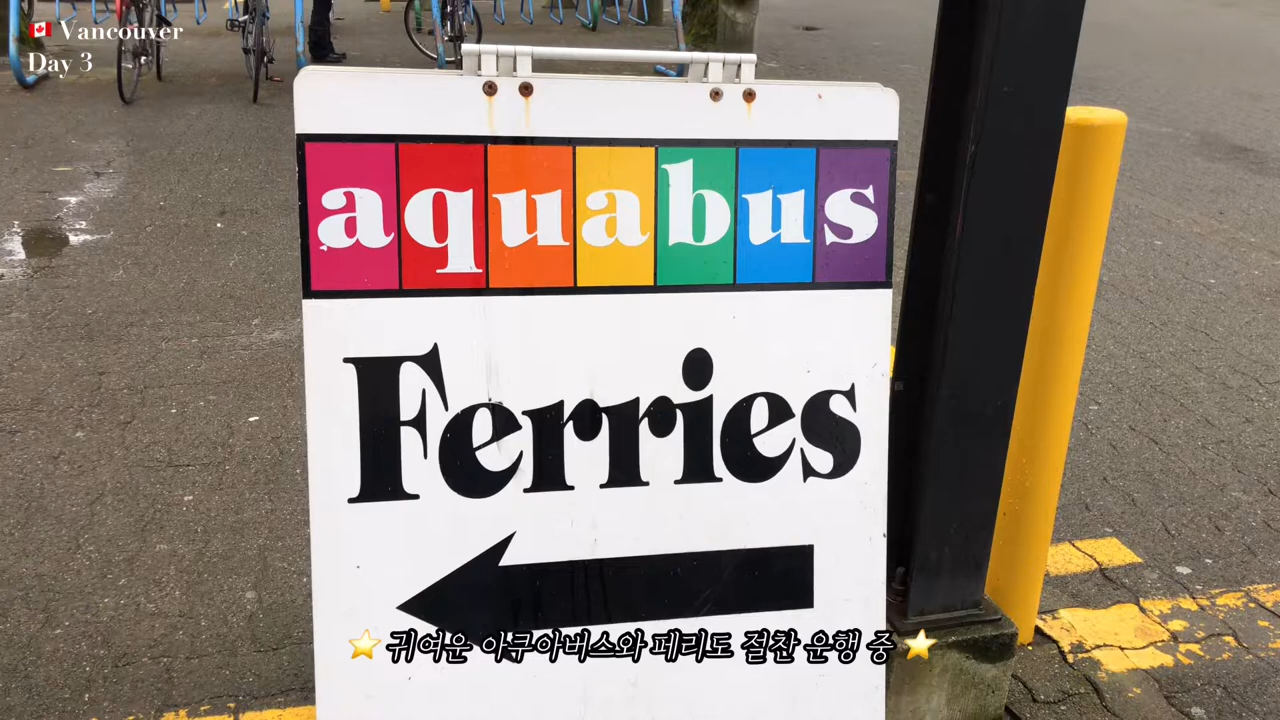 🇨🇦 Vancouver
Day 3
aquabus
Ferries
⭐ 귀여운 아쿠아버스와 페리도 절찬 운행 중 ⭐